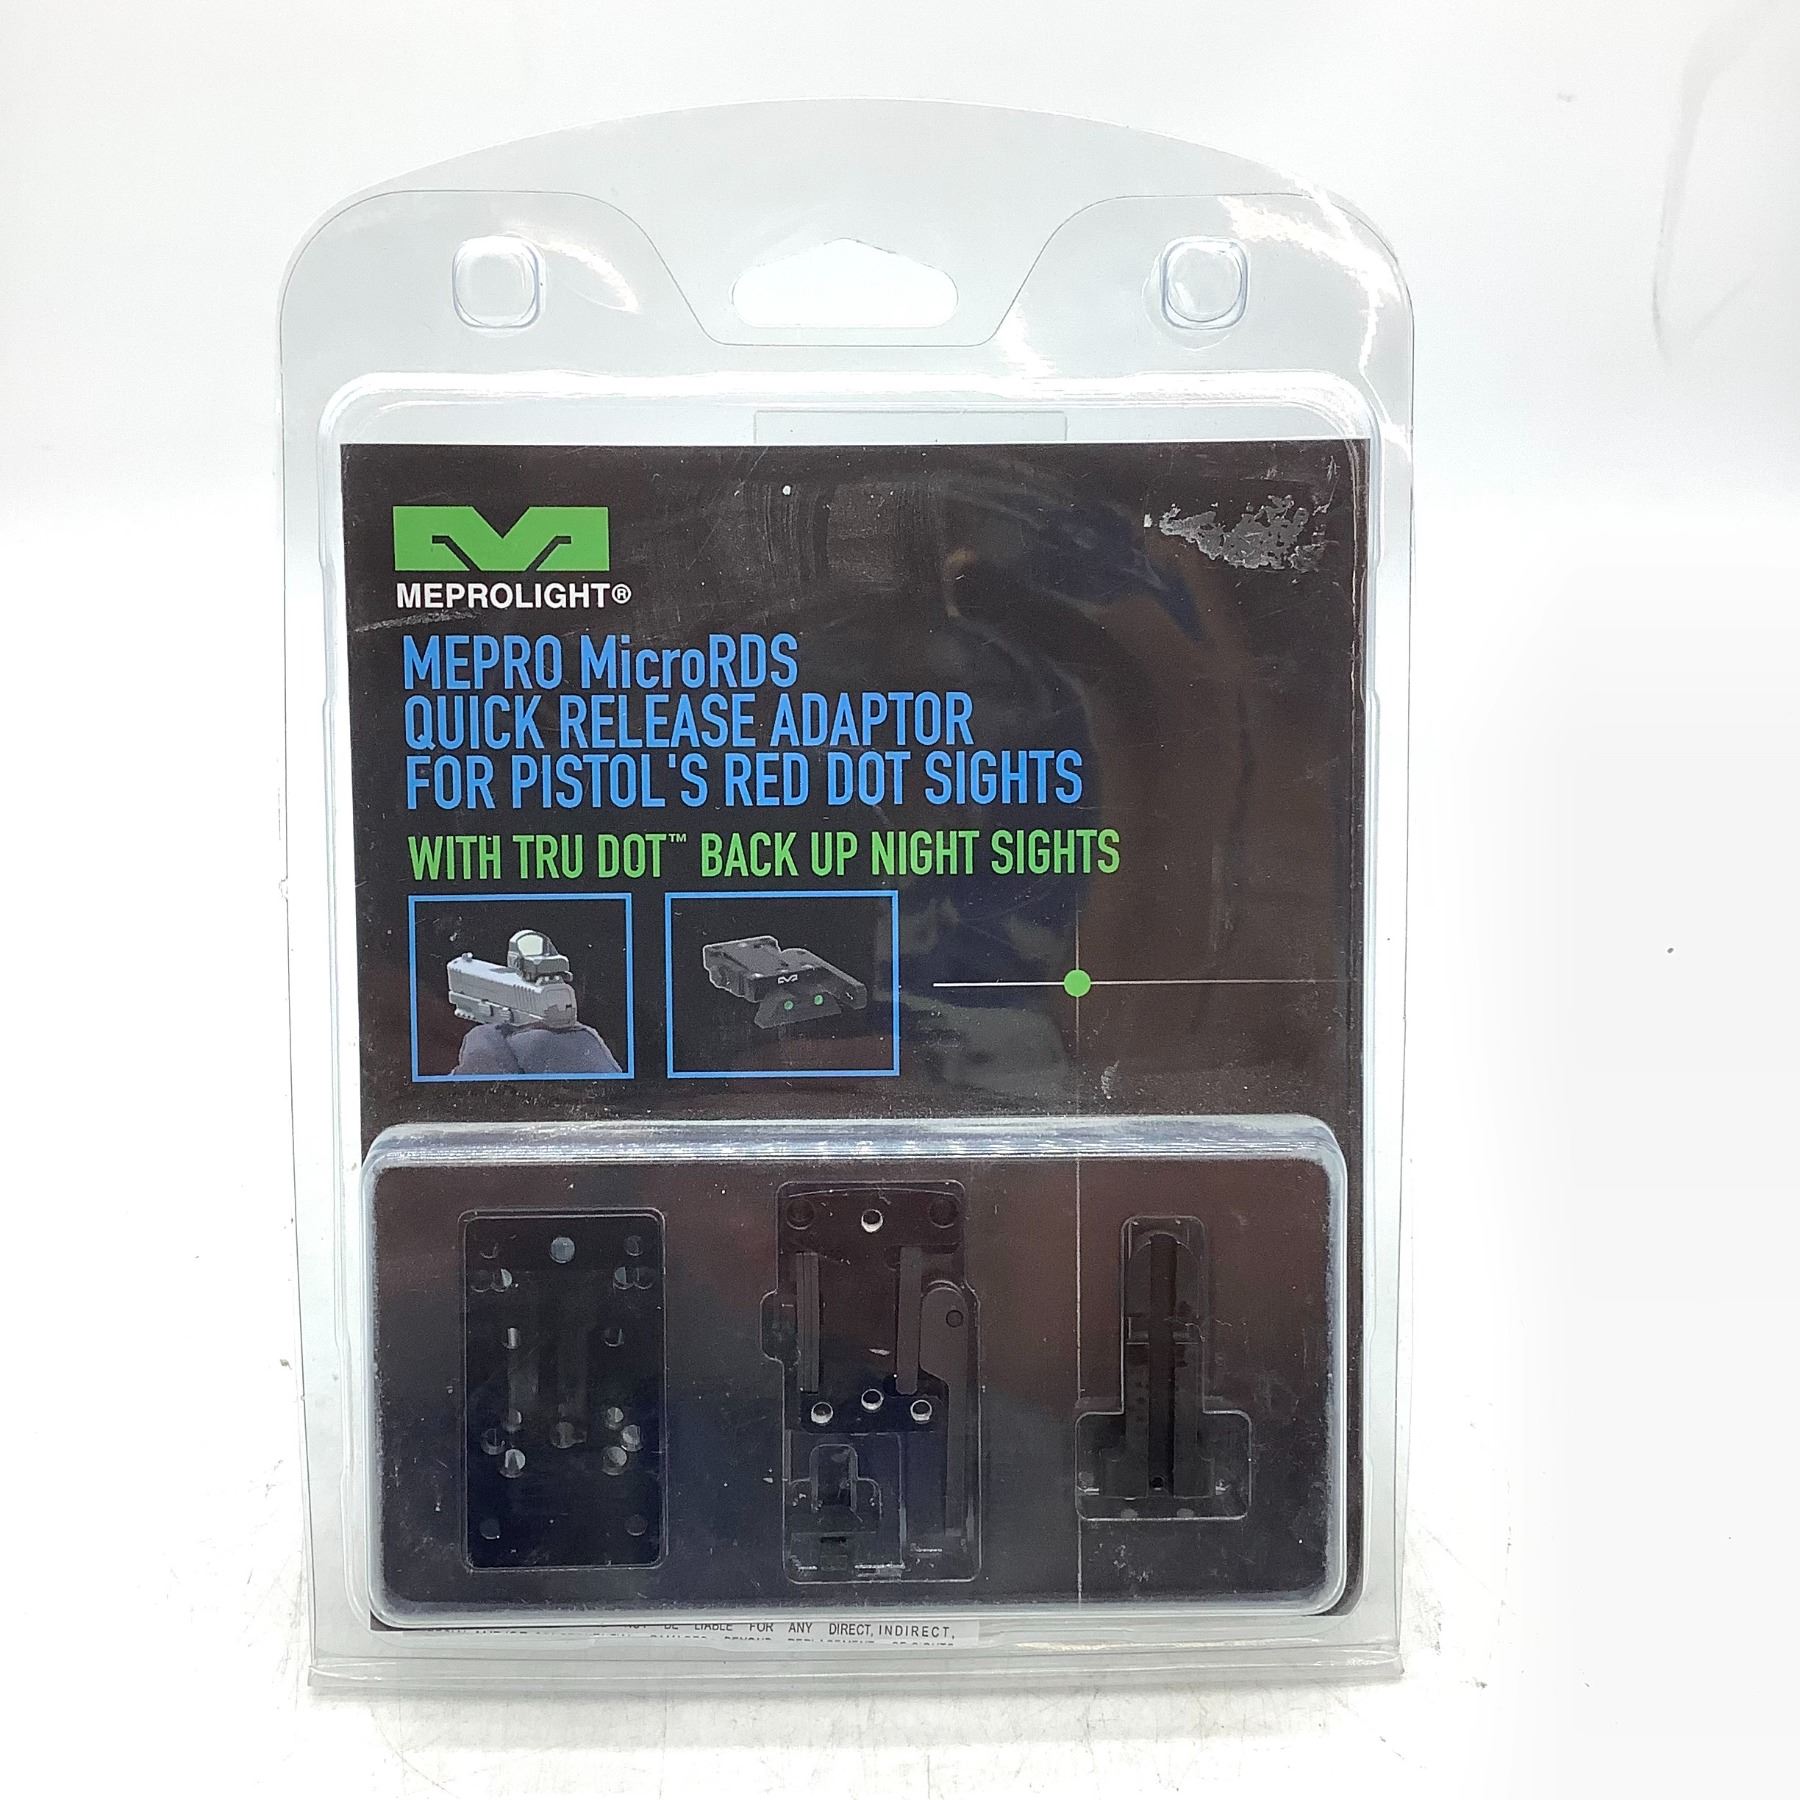 MEPROLIGHT®
MEPRO MicroRDS
QUICK RELEASE ADAPTOR
FOR PISTOL'S RED DOT SIGHTS
WITH TRU DOT™ BACK UP NIGHT SIGHTS
BE LIABLE FOR ANY DIRECT, INDIRECT,